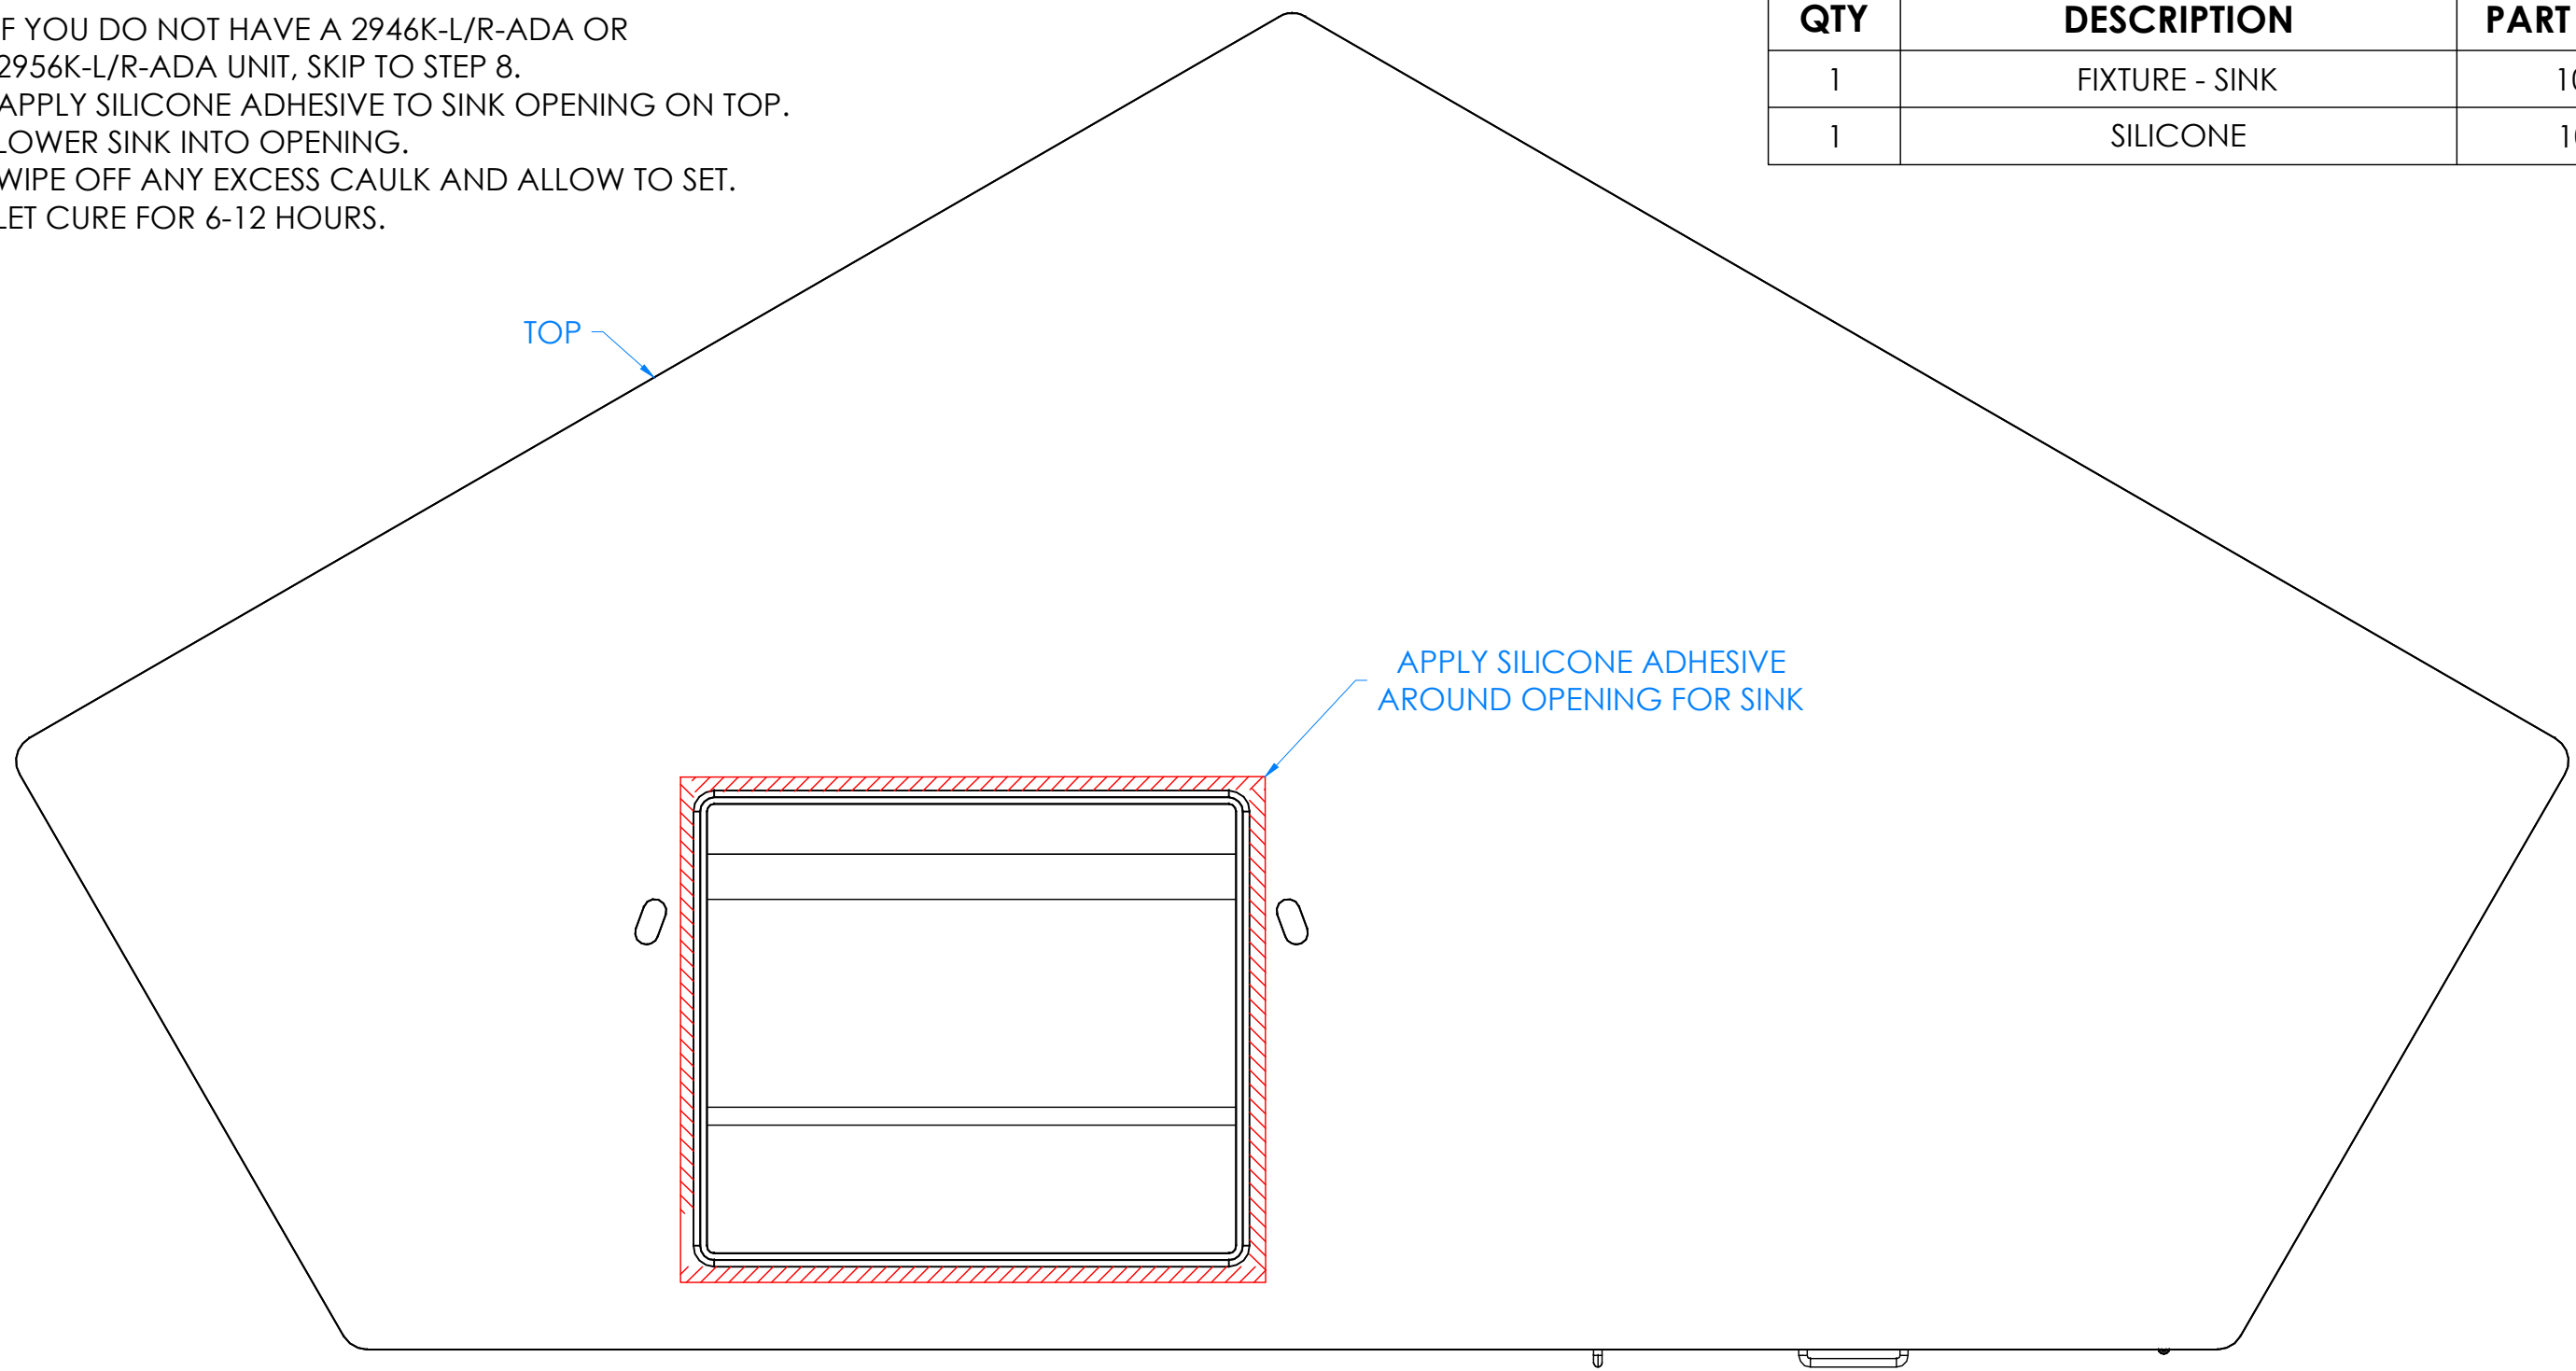 IF YOU DO NOT HAVE A 2946K-L/R-ADA OR
2956K-L/R-ADA UNIT, SKIP TO STEP 8.
APPLY SILICONE ADHESIVE TO SINK OPENING ON TOP.
LOWER SINK INTO OPENING.
WIPE OFF ANY EXCESS CAULK AND ALLOW TO SET.
LET CURE FOR 6-12 HOURS.
QTY DESCRIPTION PART
1 FIXTURE - SINK
1 SILICONE
TOP
APPLY SILICONE ADHESIVE
AROUND OPENING FOR SINK